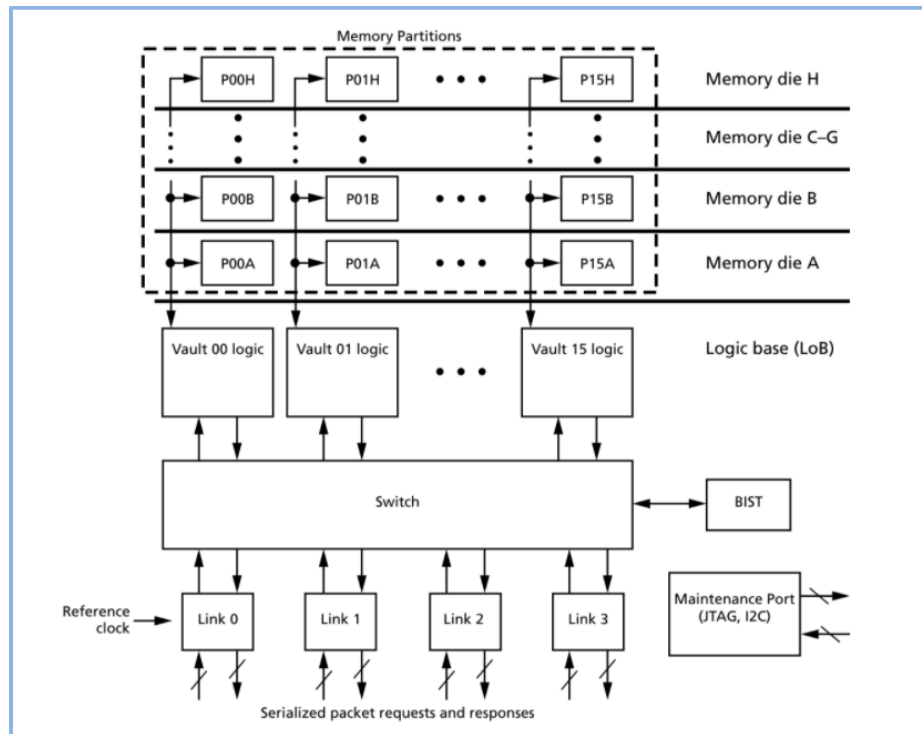 Memory Partitions
P00H P01H P15H Memory die H
Memory die C–G
P00B P01B P15B Memory die B
P00A P01A P15A Memory die A
Vault 00 logic Vault 01 logic Vault 15 logic Logic base (LoB)
Switch BIST
Reference
clock
Link 0 Link 1 Link 2 Link 3
Maintenance Port
(JTAG, I2C)
Serialized packet requests and responses